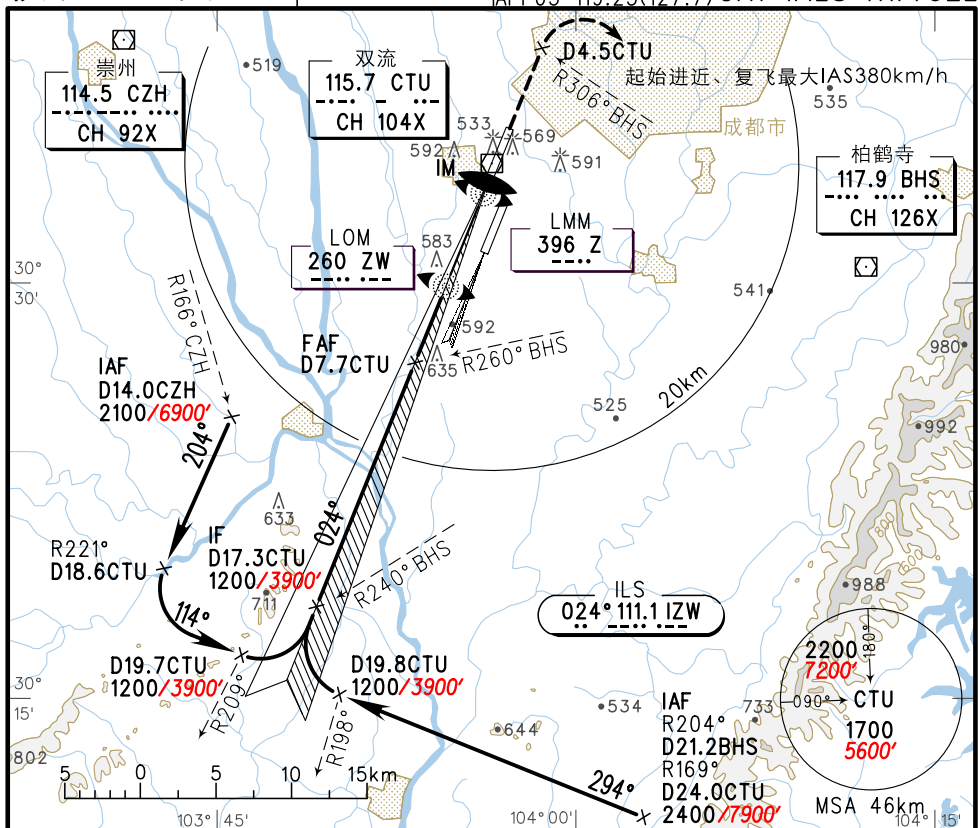 崇州
114.5 CZH
CH 92X
519
双流
115.7 CTU
CH 104X
D4.5CTU
R306° BHS
起始进近、复飞最大IAS380km/h
535
成都市
533
569
592
591
IM
柏鹤寺
117.9 BHS
CH 126X
LOM
260 ZW
583
LMM
396 Z
30°
30'
541
R166° CZH
592
FAF
D7.7CTU
635
R260° BHS
980
IAF
D14.0CZH
2100/6900'
20km
525
992
204°
633
024°
IF
D17.3CTU
1200/3900'
711
R221°
D18.6CTU
R240° BHS
800
600
988
114°
ILS
024° 111.1 IZW
D19.7CTU
1200/3900'
D19.8CTU
1200/3900'
2200
7200'
180°
090°
CTU
1700
5600'
MSA 46km
30°
15'
R209°
R198°
534
644
733
IAF
R204°
D21.2BHS
R169°
D24.0CTU
2400/7900'
294°
802
5 0 5 10 15km
103°45'
104°00'
104°15'